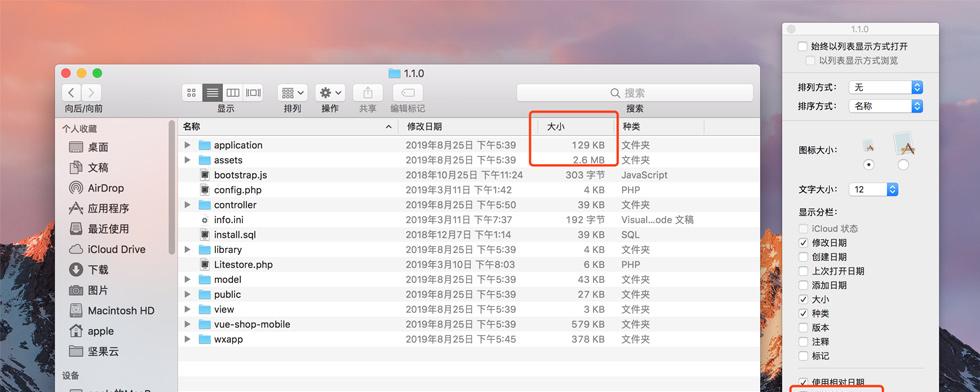 1.1.0
向后/向前
显示
排列
操作
共享
编辑标记
搜索
搜索
个人收藏
桌面
文稿
AirDrop
应用程序
最近使用
iCloud Drive
下载
图片
Macintosh HD
apple
坚果云
设备
名称 修改日期 大小 种类
application 2019年8月25日 下午5:39 129 KB 文件夹
assets 2019年8月25日 下午5:39 2.6 MB 文件夹
bootstrap.js 2018年10月25日 下午11:24 303 字节 JavaScript
config.php 2019年3月11日 下午1:42 4 KB PHP
controller 2019年8月25日 下午5:50 39 KB 文件夹
info.ini 2019年3月11日 下午7:37 192 字节 Visual...ode 文稿
install.sql 2018年12月7日 下午1:14 39 KB SQL
library 2019年8月25日 下午5:39 4 KB 文件夹
Litestore.php 2019年3月10日 下午8:03 6 KB PHP
model 2019年8月25日 下午5:39 43 KB 文件夹
public 2019年8月25日 下午5:39 27 KB 文件夹
view 2019年8月25日 下午5:39 3 KB 文件夹
vue-shop-mobile 2019年8月25日 下午5:39 579 KB 文件夹
wxapp 2019年8月25日 下午5:45 378 KB 文件夹
1.1.0
始终以列表显示方式打开
以列表显示方式浏览
排列方式： 无
排序方式： 名称
图标大小：
文字大小： 12
显示分栏：
iCloud 状态
修改日期
创建日期
上次打开日期
添加日期
大小
种类
版本
注释
标记
使用相对日期